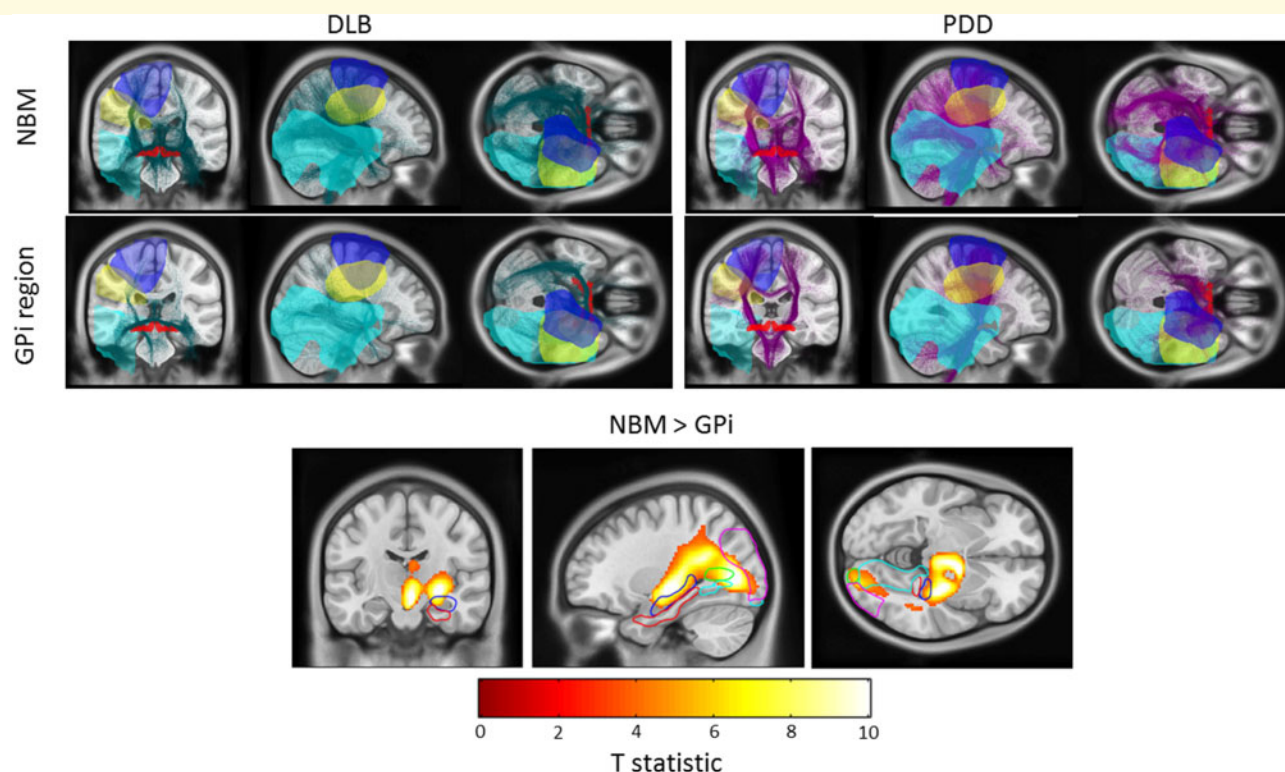 DLB PDD
NBM
GPi region
NBM > GPi
0 2 4 6 8 10
T statistic